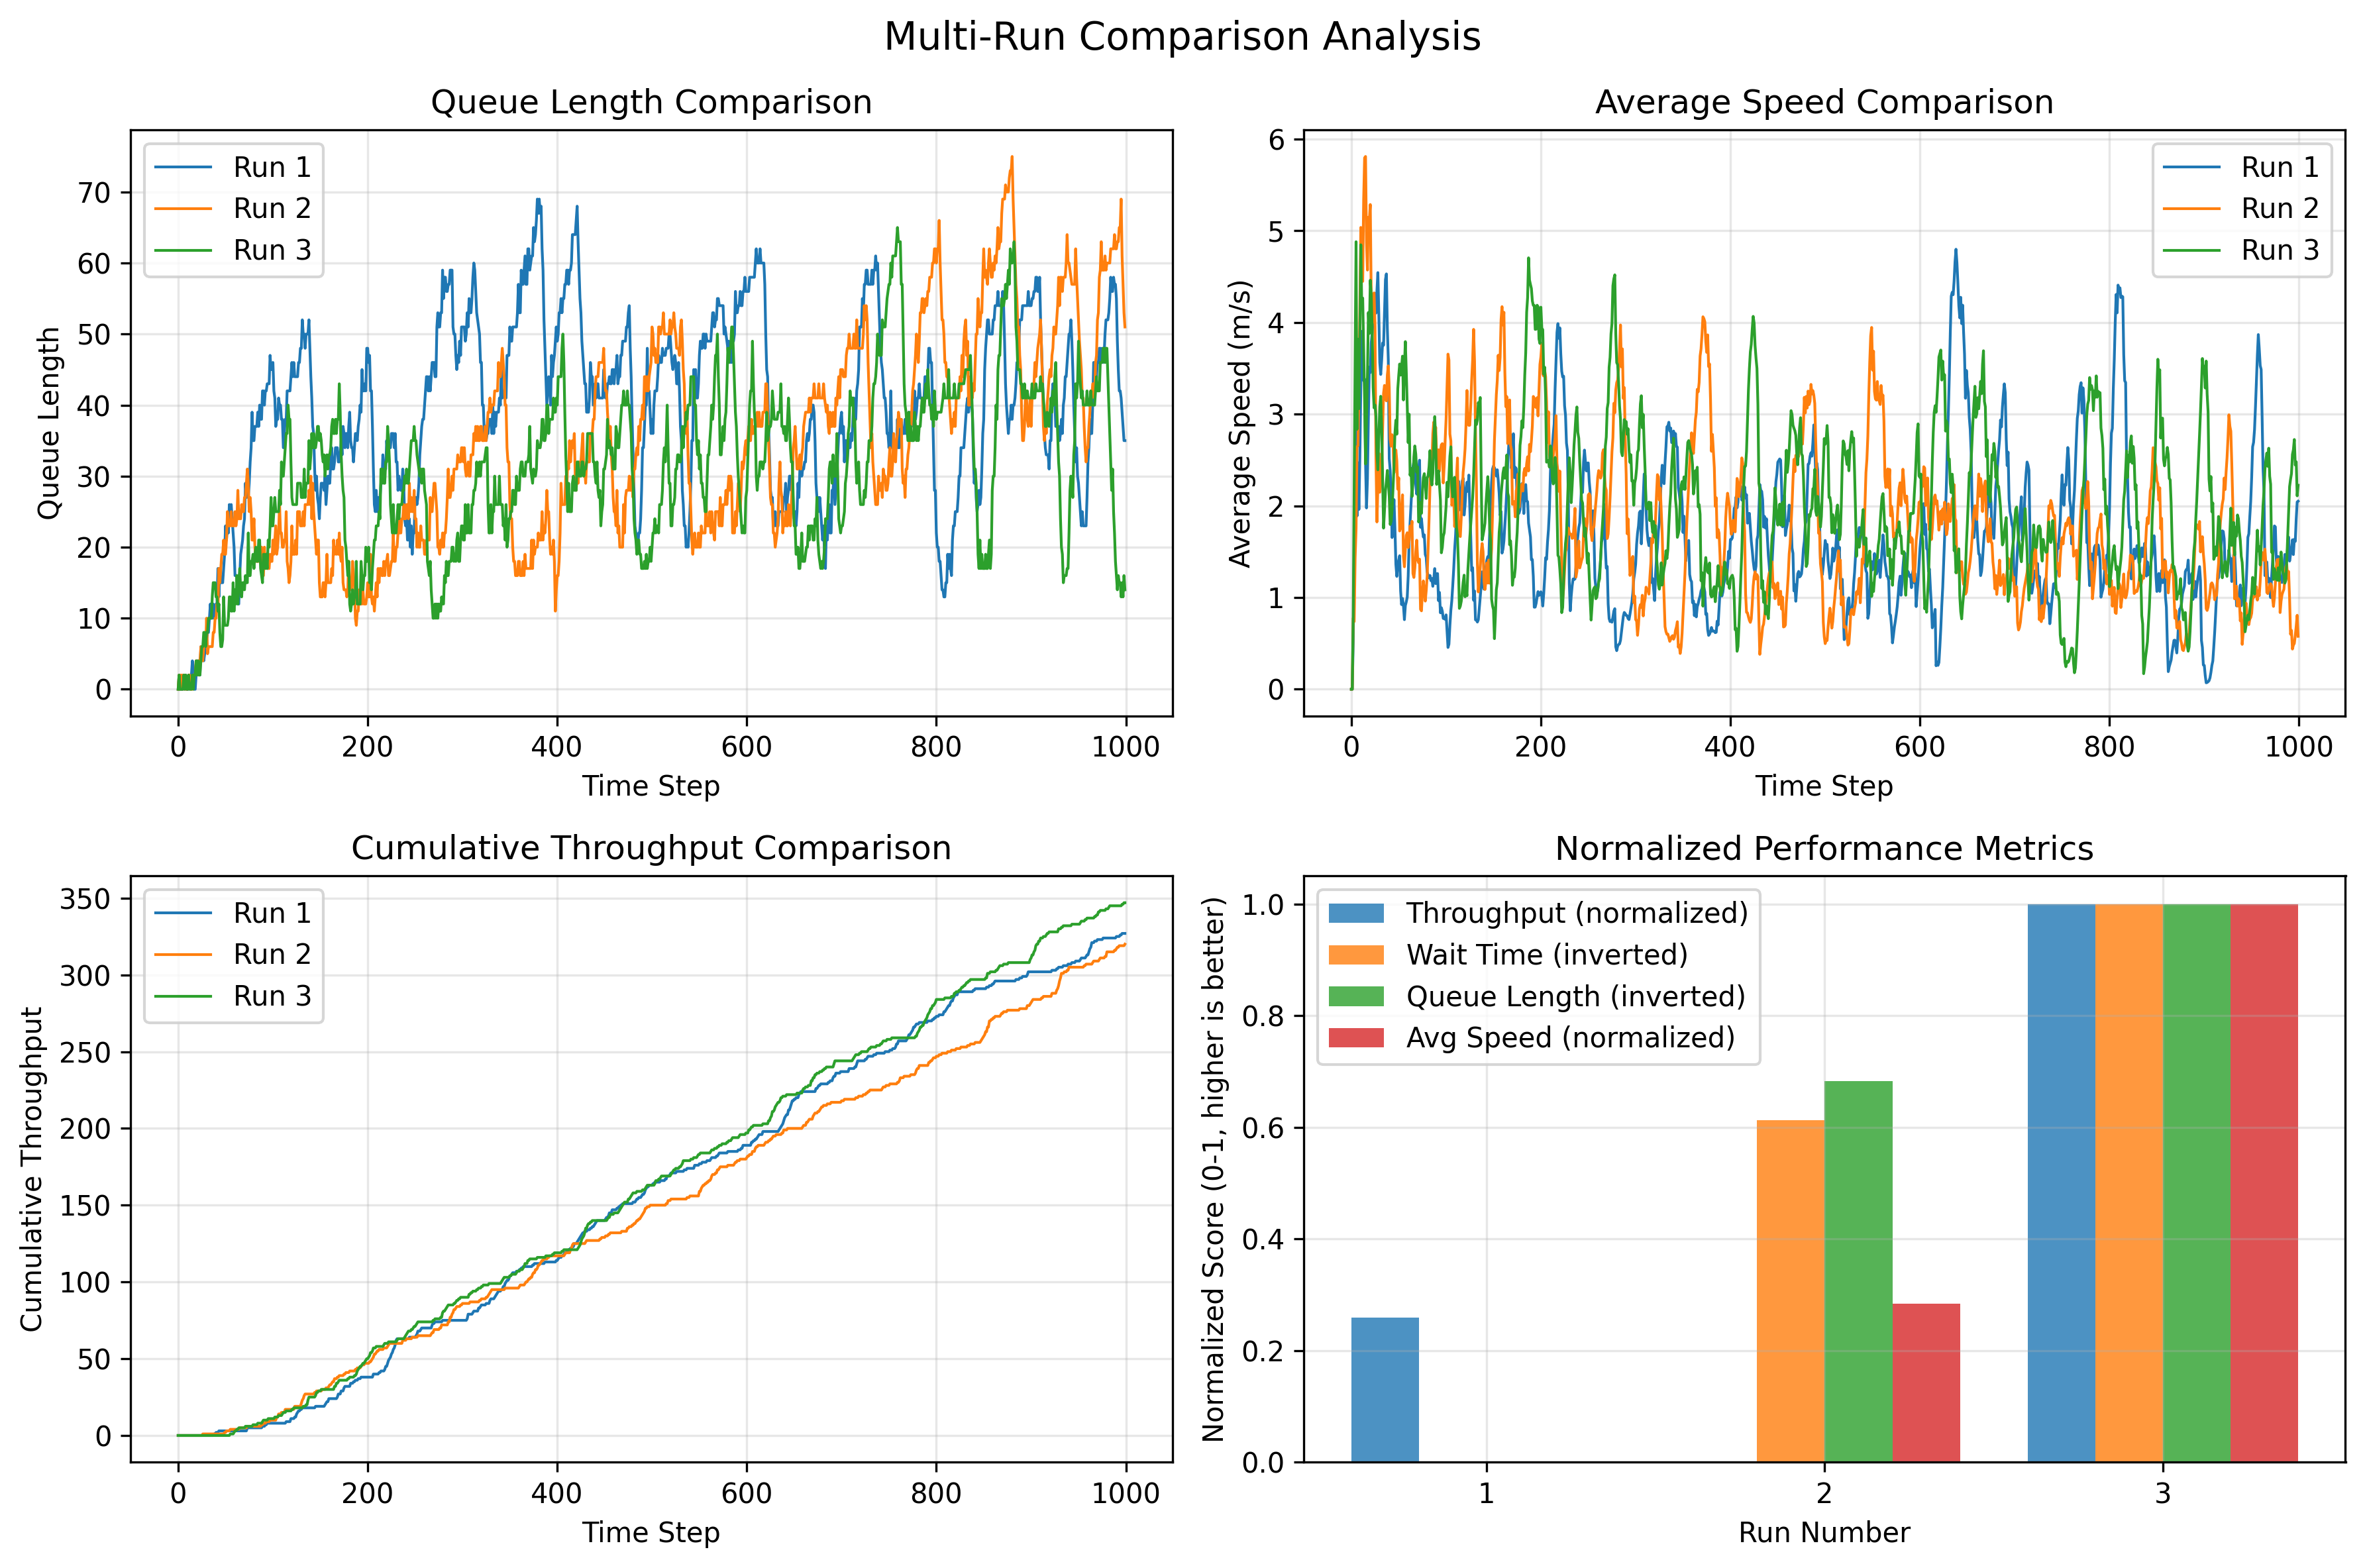 Multi-Run Comparison Analysis
Queue Length Comparison
Run 1
Run 2
Run 3
70
60
50
40
30
20
10
0
Queue Length
0 200 400 600 800 1000
Time Step
Average Speed Comparison
Run 1
Run 2
Run 3
6
5
4
3
2
1
0
Average Speed (m/s)
0 200 400 600 800 1000
Time Step
Cumulative Throughput Comparison
Run 1
Run 2
Run 3
350
300
250
200
150
100
50
0
Cumulative Throughput
0 200 400 600 800 1000
Time Step
Normalized Performance Metrics
Throughput (normalized)
Wait Time (inverted)
Queue Length (inverted)
Avg Speed (normalized)
1.0
0.8
0.6
0.4
0.2
0.0
Normalized Score (0-1, higher is better)
1 2 3
Run Number